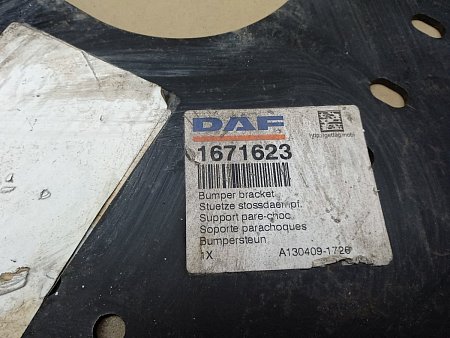 DAF
1671623
Bumper bracket
Stuetze stossdaempf.
Support pare-choc
Soporte parachoques
Bumpersteun
1X A130409-1726